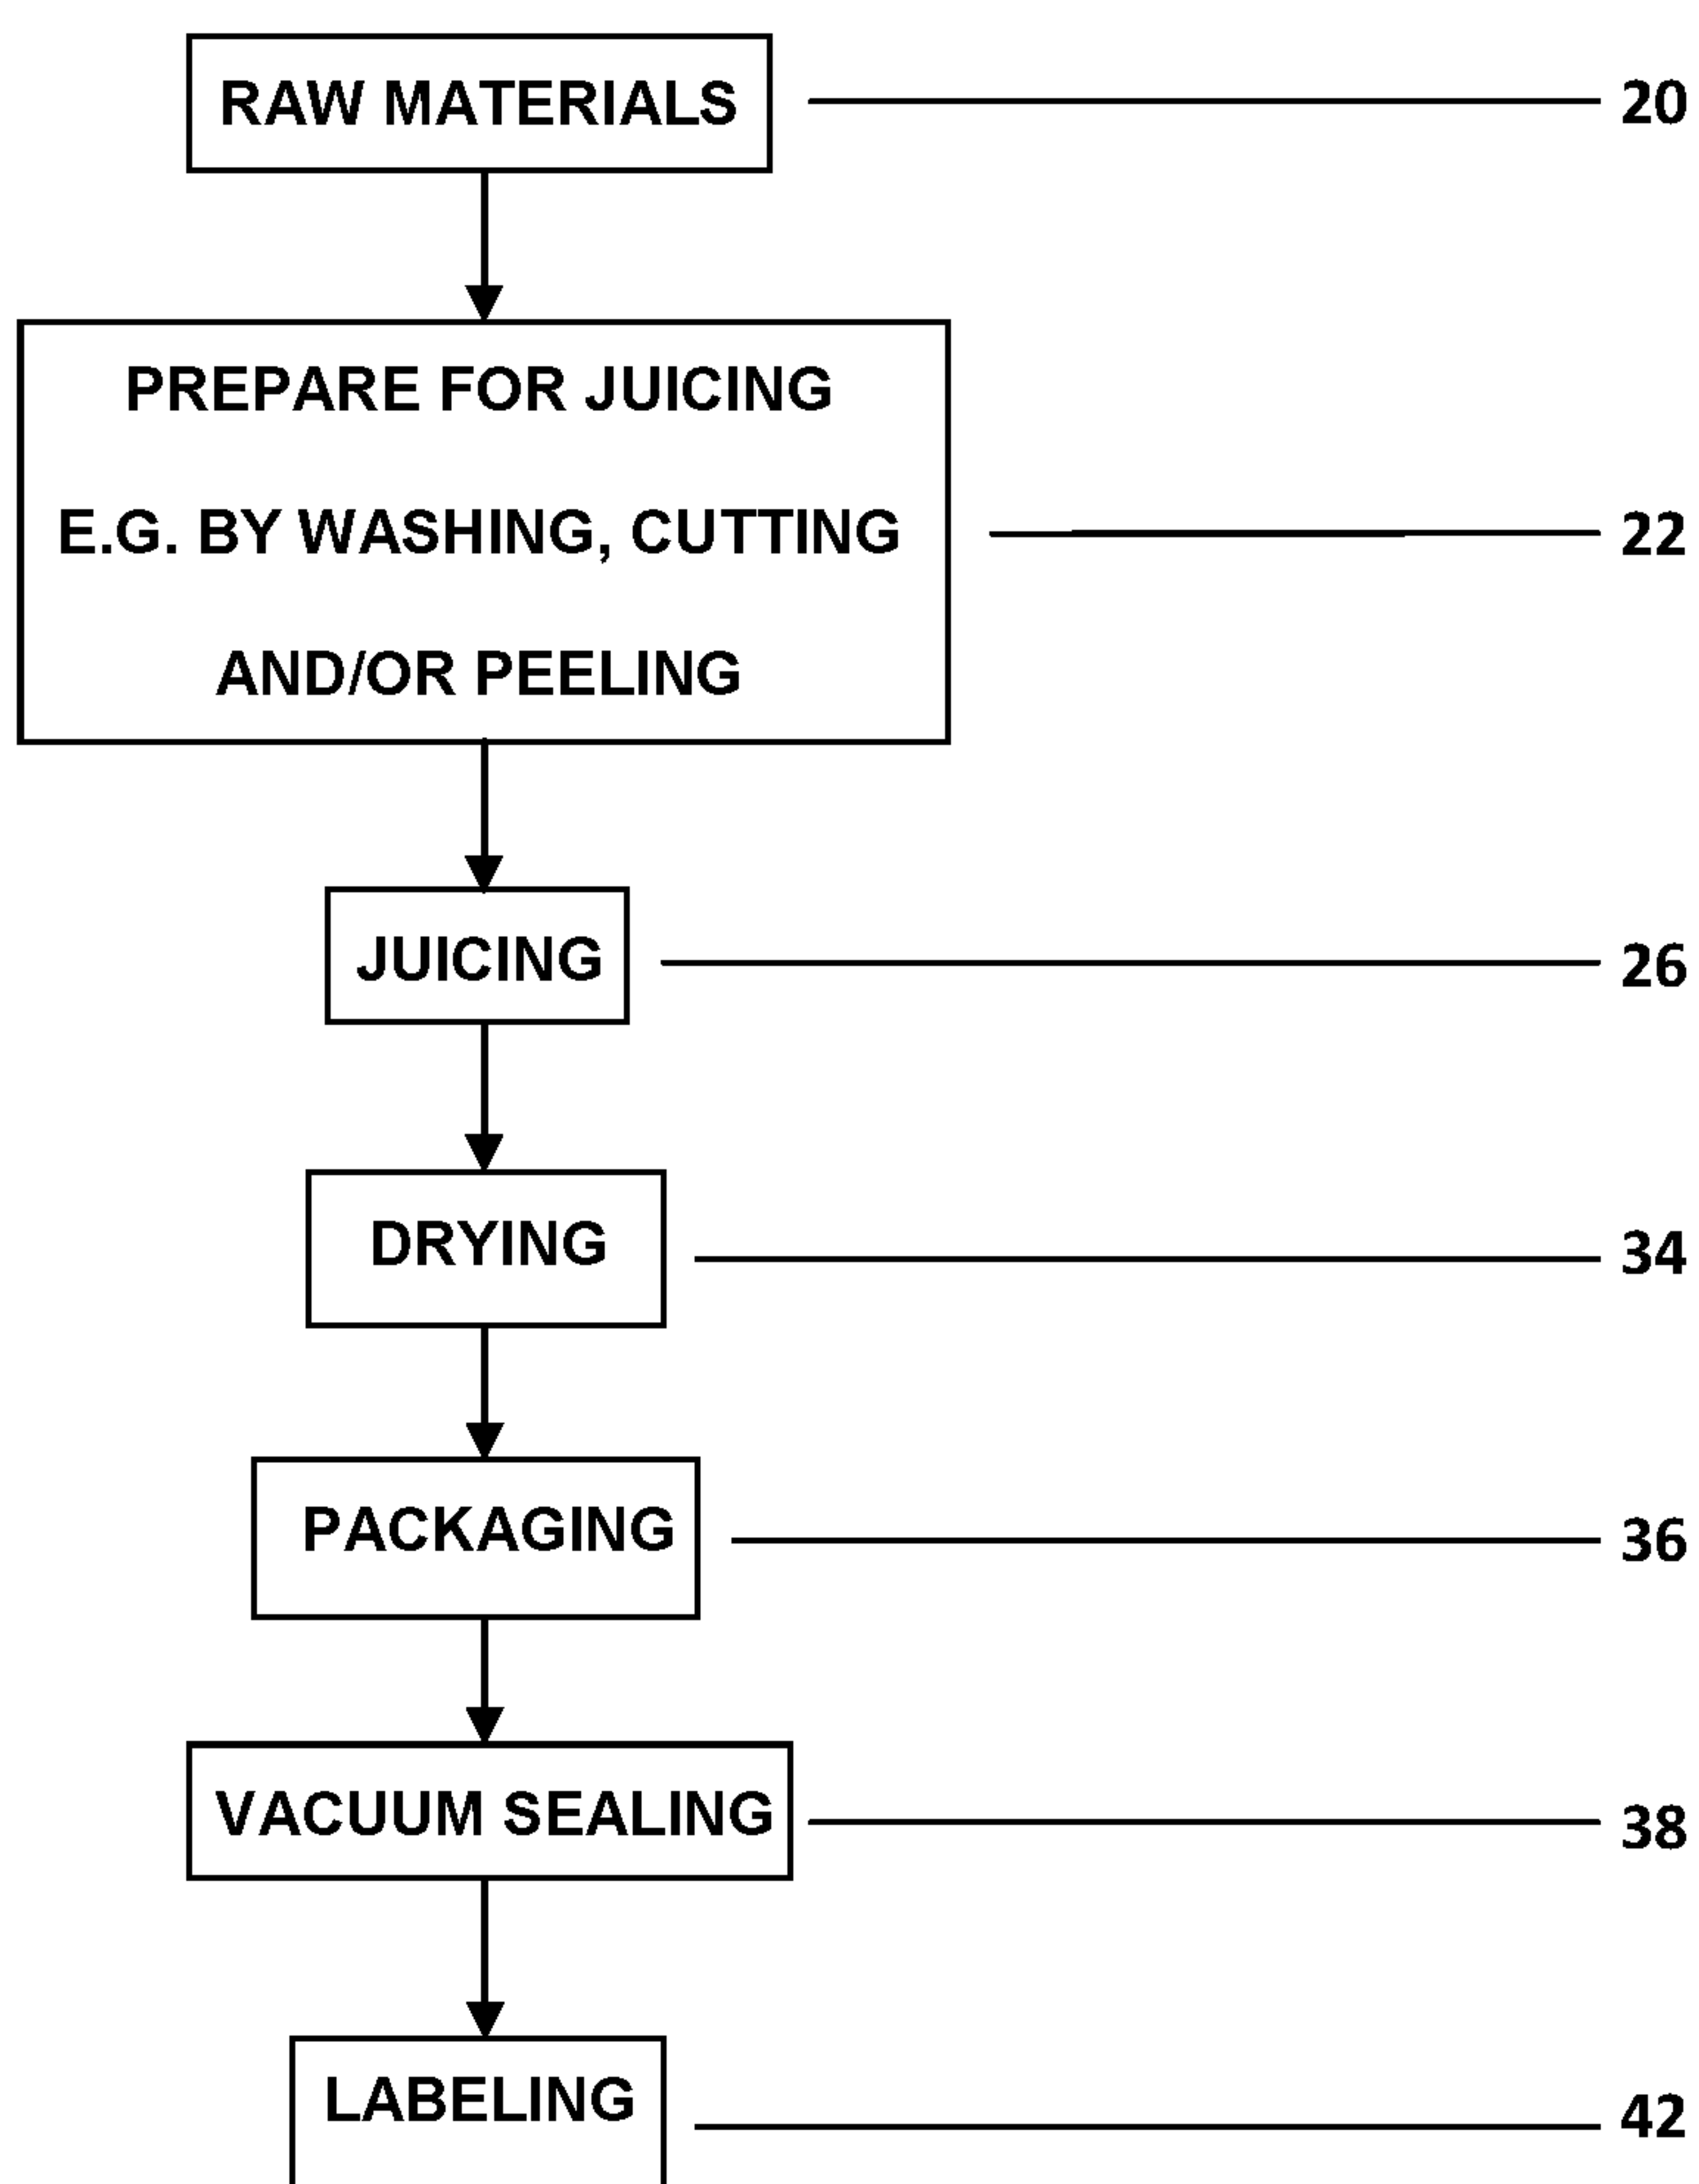 RAW MATERIALS
20
PREPARE FOR JUICING
E.G. BY WASHING, CUTTING
22
AND/OR PEELING
JUICING
26
DRYING
34
PACKAGING
36
VACUUM SEALING
38
LABELING
42